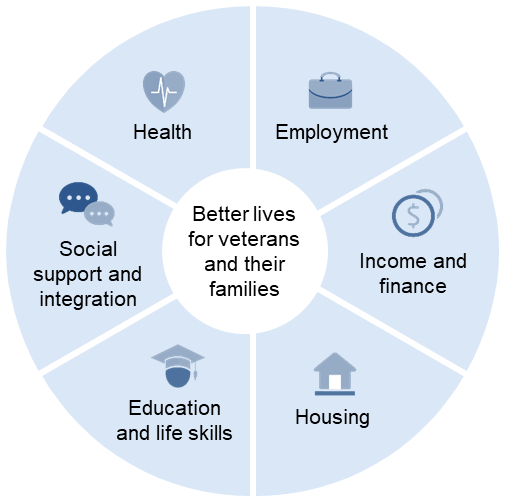 Health
Employment
Social
support and
integration
Better lives
for veterans
and their
families
$
Income and
finance
Education
and life skills
Housing